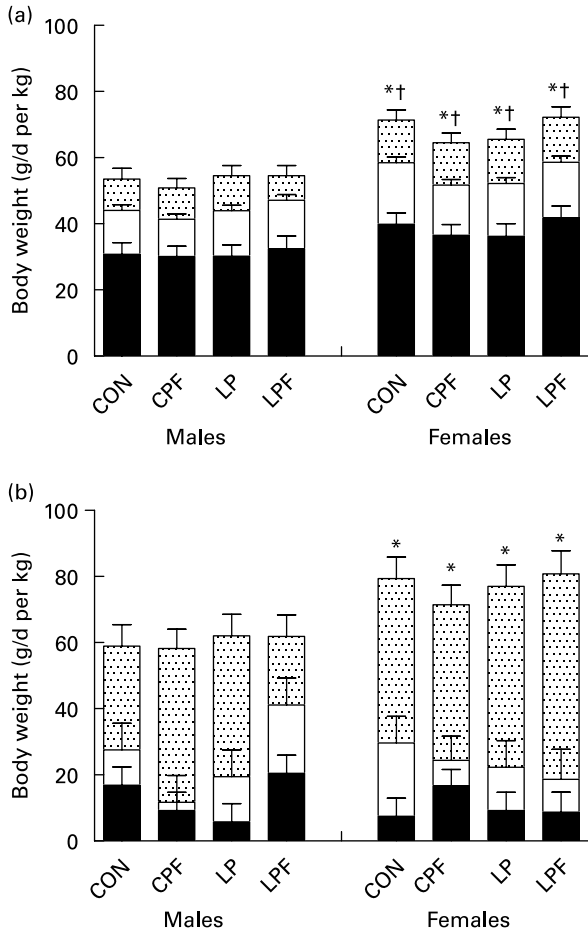 (a)
100
80
60
40
20
0
Body weight (g/d per kg)
*† *† *† *†
CON CPF LP LPF CON CPF LP LPF
Males Females
(b)
100
80
60
40
20
0
Body weight (g/d per kg)
* * * *
CON CPF LP LPF CON CPF LP LPF
Males Females